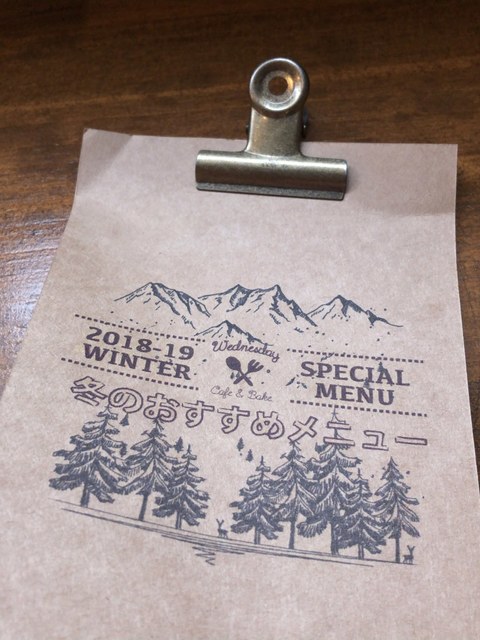 2018-19
WINTER
Wednesday
Cafe & Bake
SPECIAL
MENU
冬のおすすめメニュー